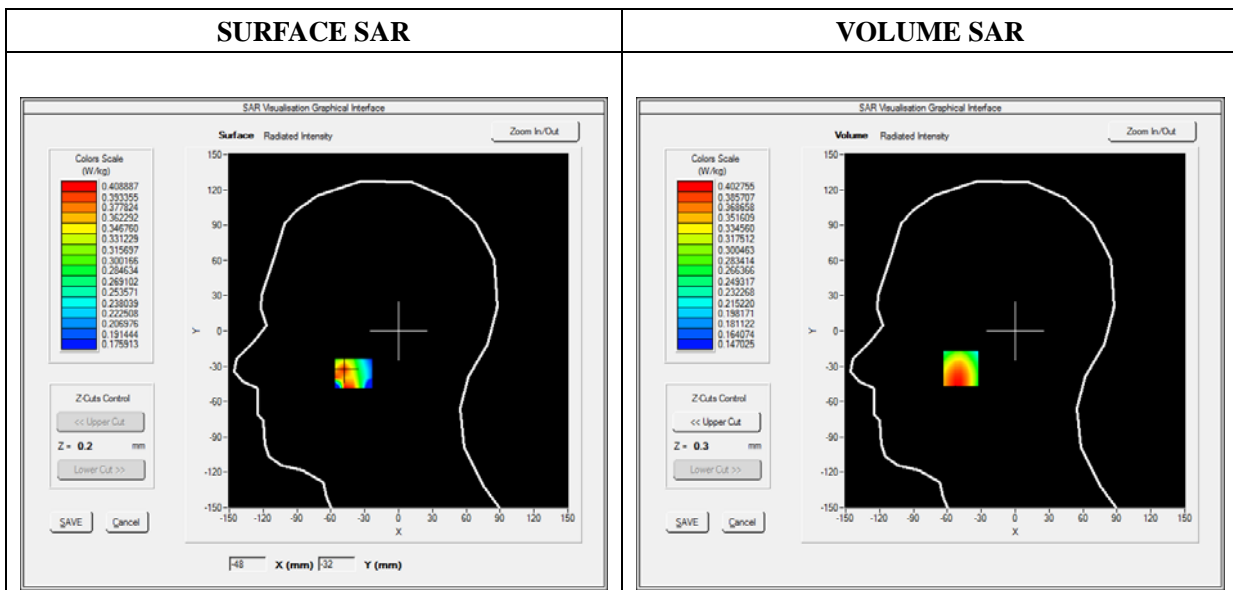 SURFACE SAR
VOLUME SAR
SAR Visualisation Graphical Interface
Surface Radiated Intensity
Zoom In/Out
Colors Scale
(W/kg)
0.408887
0.393355
0.377824
0.362292
0.346760
0.331229
0.315697
0.300166
0.284634
0.269102
0.253571
0.238039
0.222508
0.206976
0.191444
0.175913
Z-Cuts Control
<< Upper Cut
Z = 0.2 mm
Lower Cut >>
SAVE Cancel
150
120
90
60
30
0
-30
-60
-90
-120
-150
Y
-150 -120 -90 -60 -30 0 30 60 90 120 150
X
-48 X (mm) -32 Y (mm)
SAR Visualisation Graphical Interface
Volume Radiated Intensity
Zoom In/Out
Colors Scale
(W/kg)
0.402755
0.385707
0.368658
0.351609
0.334560
0.317512
0.300463
0.283414
0.266366
0.249317
0.232268
0.215220
0.198171
0.181122
0.164074
0.147025
Z-Cuts Control
<< Upper Cut
Z = 0.3 mm
Lower Cut >>
SAVE Cancel
150
120
90
60
30
0
-30
-60
-90
-120
-150
Y
-150 -120 -90 -60 -30 0 30 60 90 120 150
X